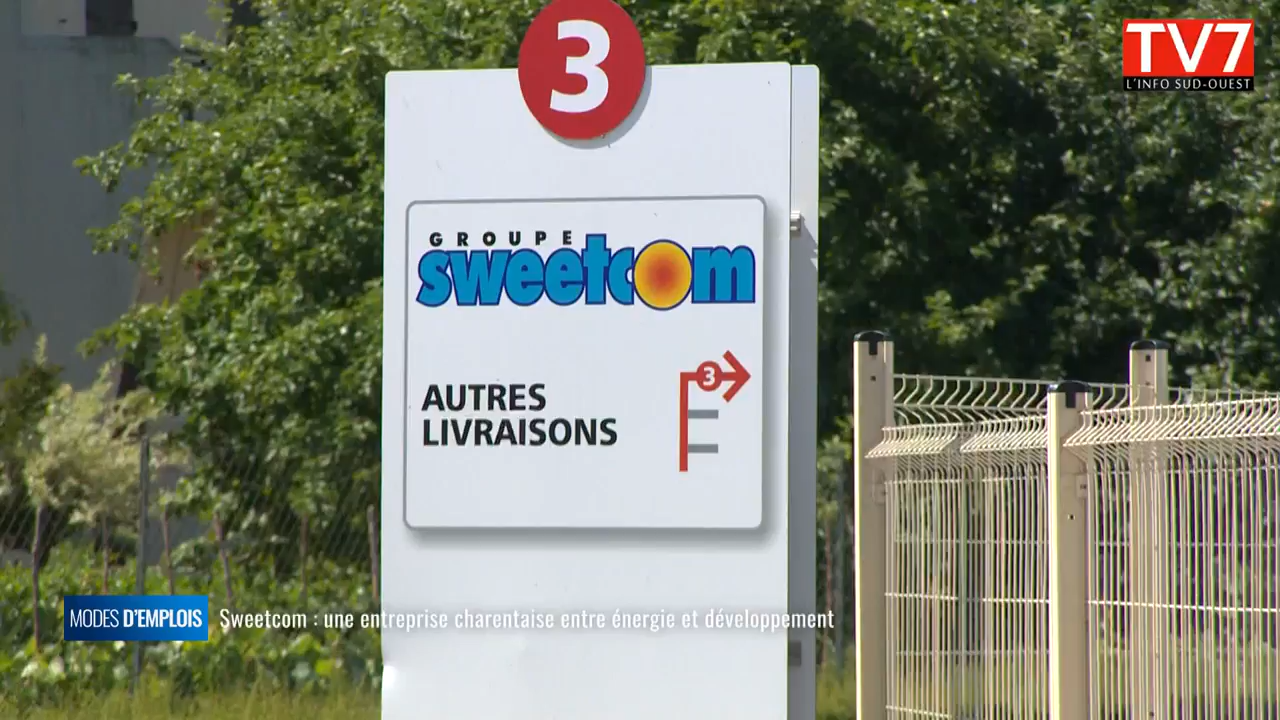 3
TV7
L'INFO SUD-OUEST
GROUPE
sweetcom
3
AUTRES
LIVRAISONS
MODES D'EMPLOIS Sweetcom : une entreprise charentaise entre énergie et développement